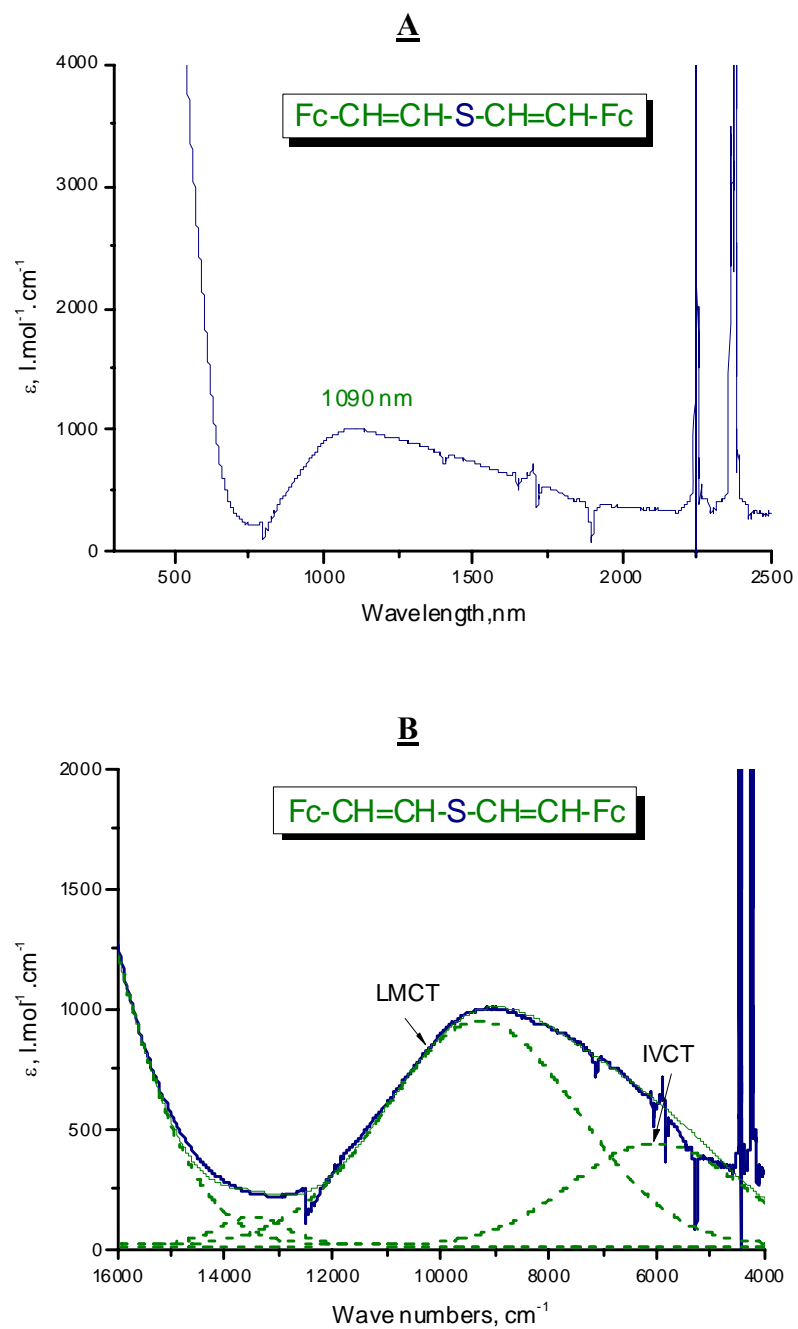 A
4000
Fc-CH=CH-S-CH=CH-Fc
3000
ε, l.mol⁻¹.cm⁻¹
2000
1090 nm
1000
0
500 1000 1500 2000 2500
Wavelength,nm
B
2000
Fc-CH=CH-S-CH=CH-Fc
1500
ε, l.mol¹ .cm⁻¹
LMCT
1000
IVCT
500
0
16000 14000 12000 10000 8000 6000 4000
Wave numbers, cm⁻¹